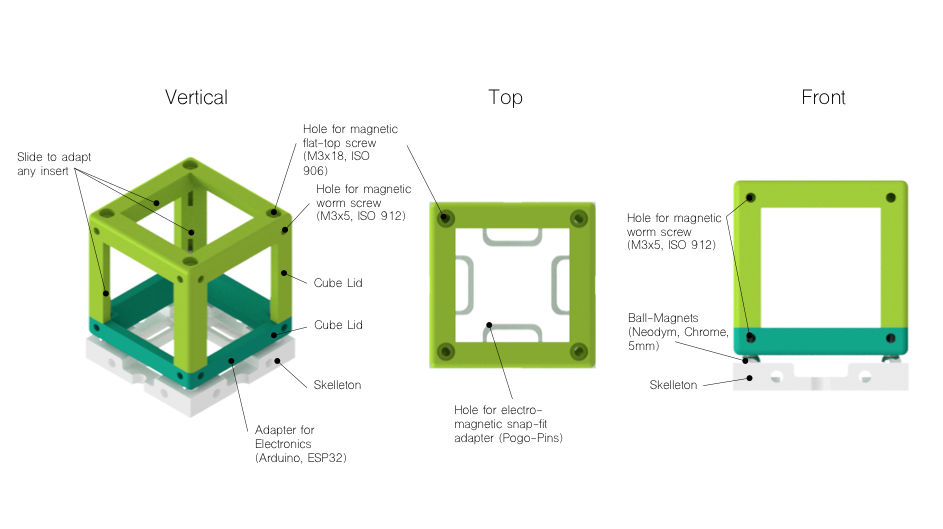 Vertical
Top
Front
Slide to adapt
any insert
Hole for magnetic
flat-top screw
(M3x18, ISO
906)
Hole for magnetic
worm screw
(M3x5, ISO 912)
Cube Lid
Cube Lid
Skelleton
Adapter for
Electronics
(Arduino, ESP32)
Hole for electro-
magnetic snap-fit
adapter (Pogo-Pins)
Hole for magnetic
worm screw
(M3x5, ISO 912)
Ball-Magnets
(Neodym, Chrome,
5mm)
Skelleton